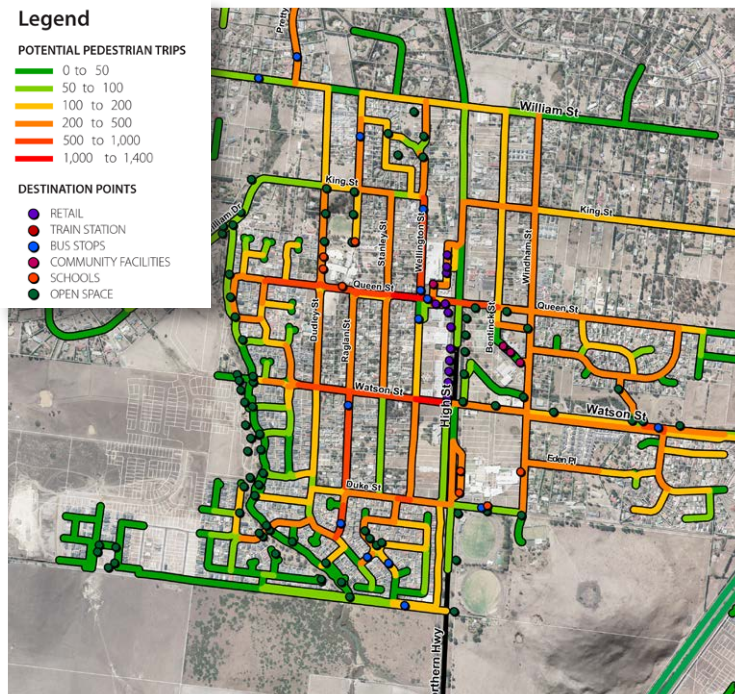 Legend
POTENTIAL PEDESTRIAN TRIPS
0 to 50
50 to 100
100 to 200
200 to 500
500 to 1,000
1,000 to 1,400
DESTINATION POINTS
RETAIL
TRAIN STATION
BUS STOPS
COMMUNITY FACILITIES
SCHOOLS
OPEN SPACE
Pretty
William St
King St
King St
Stanley St
Wellington St
Windham St
Queen St
Queen St
Dudley St
Raglan St
Bentinck St
High St
Watson St
Watson St
Eden Pl
Duke St